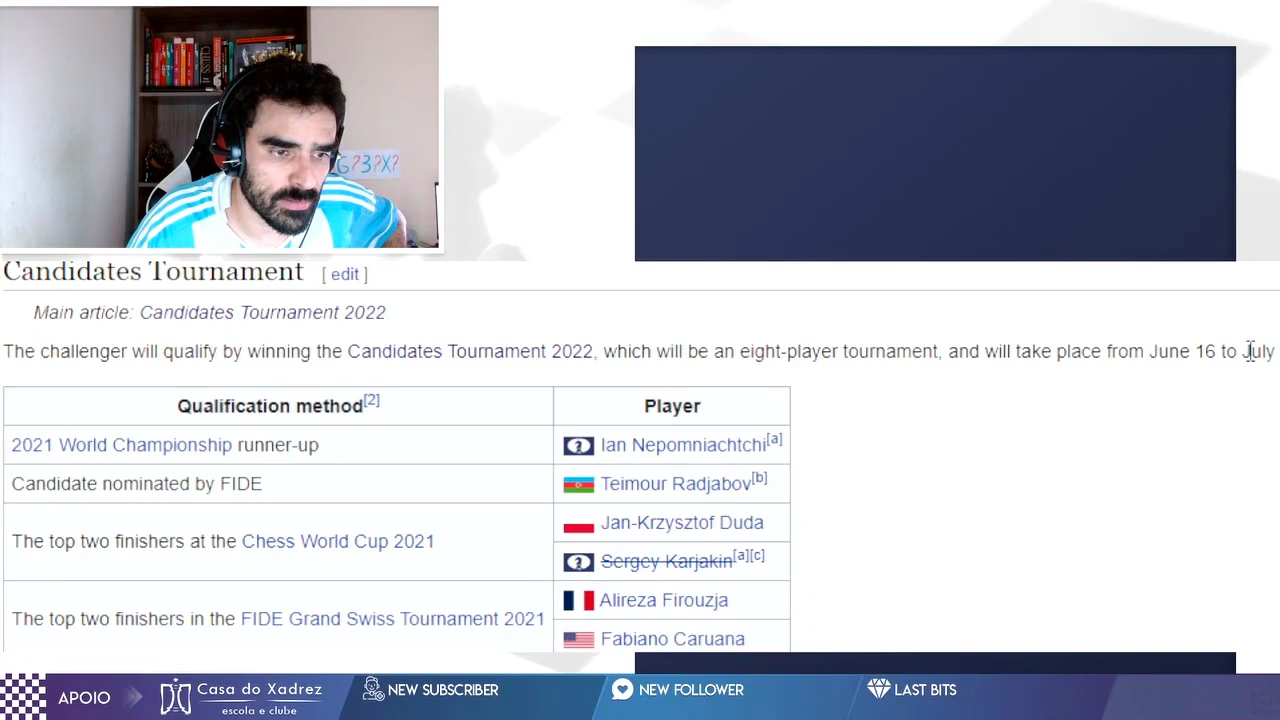 CHESS
G?3?X?
Candidates Tournament [ edit ]
Main article: Candidates Tournament 2022
The challenger will qualify by winning the Candidates Tournament 2022, which will be an eight-player tournament, and will take place from June 16 to July
Qualification method[2] Player
2021 World Championship runner-up Ian Nepomniachtchi[a]
Candidate nominated by FIDE Teimour Radjabov[b]
The top two finishers at the Chess World Cup 2021 Jan-Krzysztof Duda
Sergey Karjakin[a][c]
The top two finishers in the FIDE Grand Swiss Tournament 2021 Alireza Firouzja
Fabiano Caruana
APOIO
Casa do Xadrez
escola e clube
NEW SUBSCRIBER
NEW FOLLOWER
LAST BITS